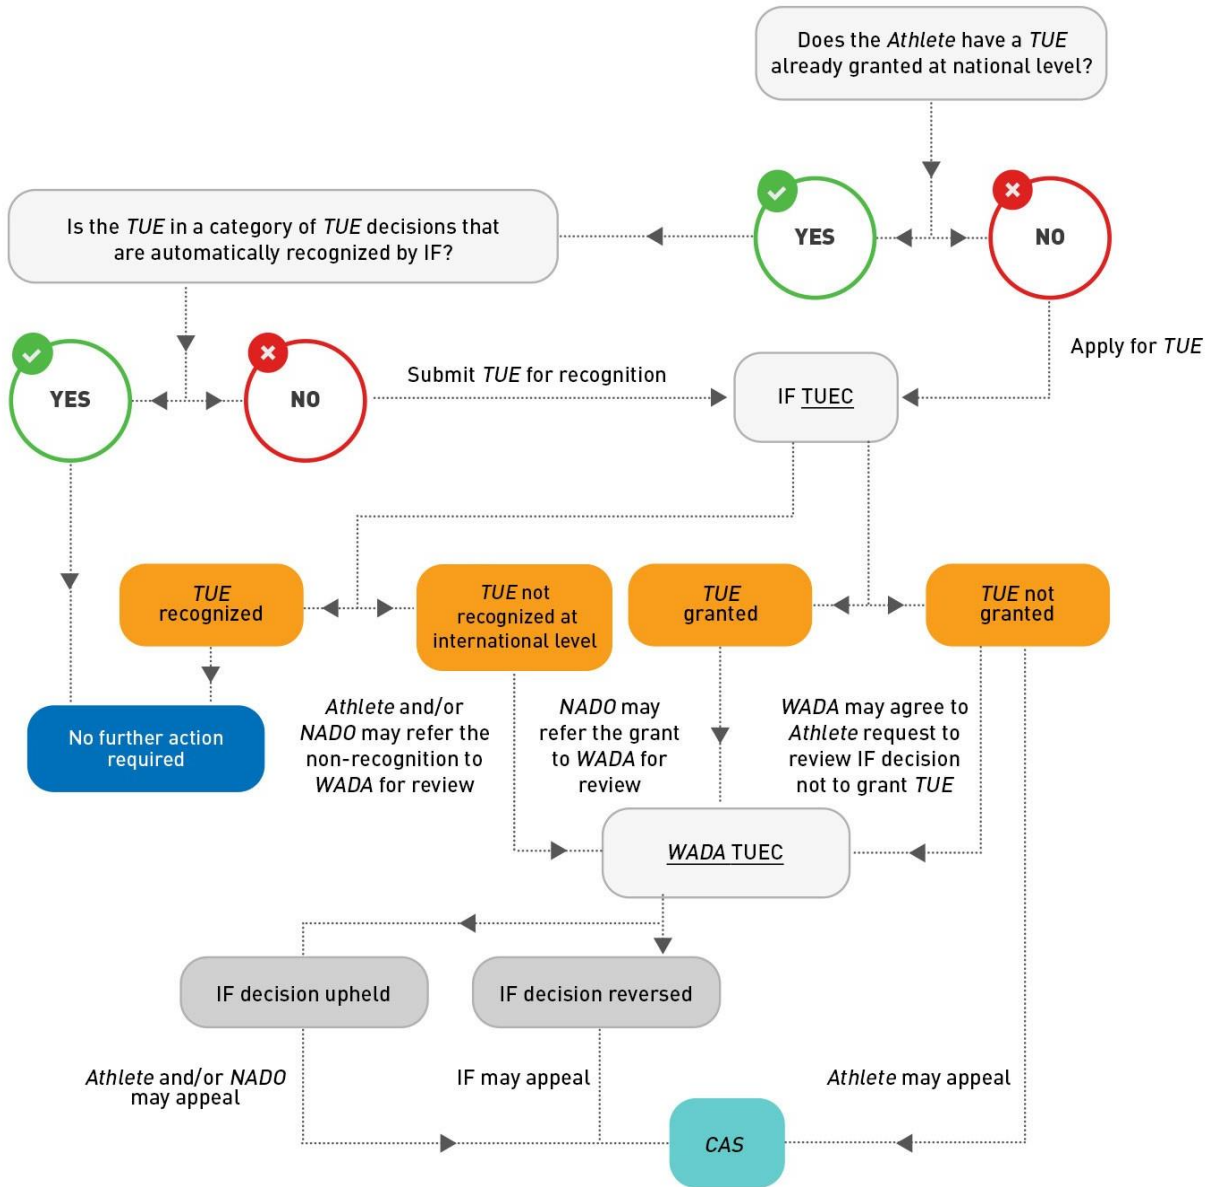 Does the Athlete have a TUE
already granted at national level?
YES
NO
Is the TUE in a category of TUE decisions that
are automatically recognized by IF?
YES
NO
Submit TUE for recognition
Apply for TUE
IF TUEC
TUE
recognized
TUE not
recognized at
international level
TUE
granted
TUE not
granted
No further action
required
Athlete and/or
NADO may refer the
non-recognition to
WADA for review
NADO may
refer the grant
to WADA for
review
WADA may agree to
Athlete request to
review IF decision
not to grant TUE
WADA TUEC
IF decision upheld
IF decision reversed
Athlete and/or NADO
may appeal
IF may appeal
Athlete may appeal
CAS